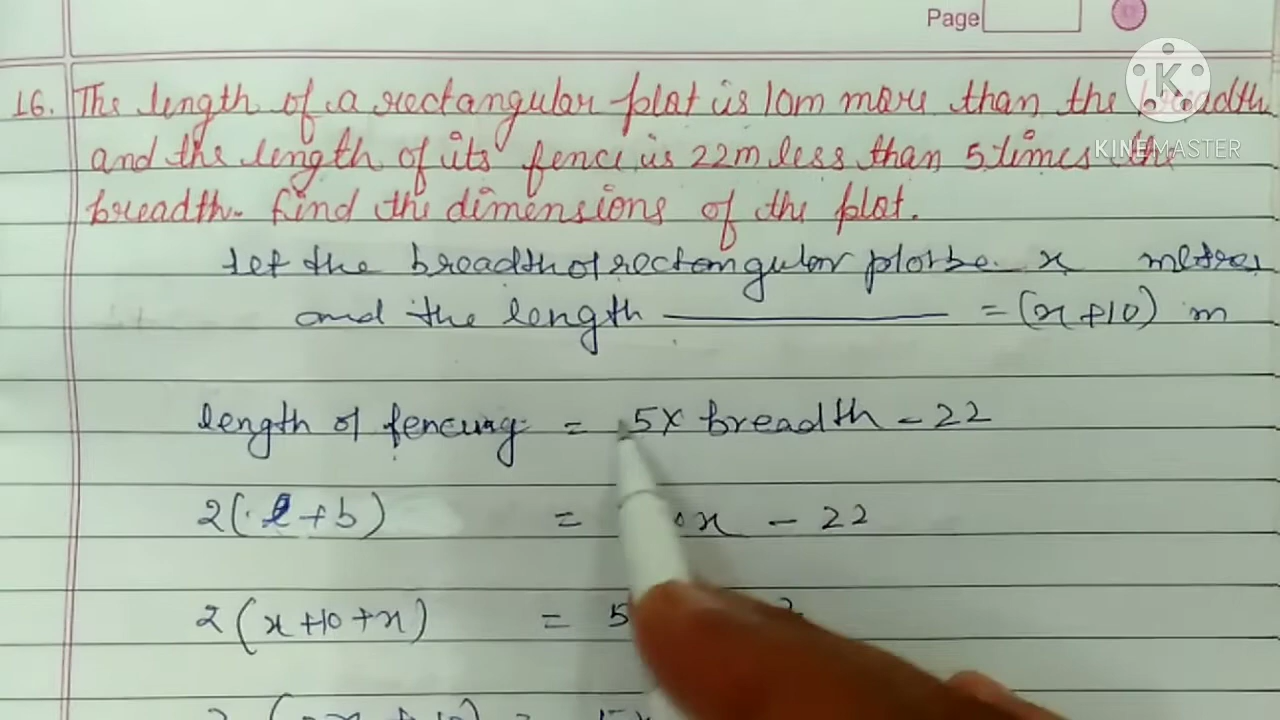 Page
K
KINEMASTER
16. The length of a rectangular plot is 10m more than the breadth
and the length of its fence is 22m less than 5 times the
breadth. Find the dimensions of the plot.
Let the breadth of rectangular plot be x metres
and the length = (x+10) m
length of fencing = 5x breadth - 22
2(l+b) = x - 22
2(x+10+x) = 5